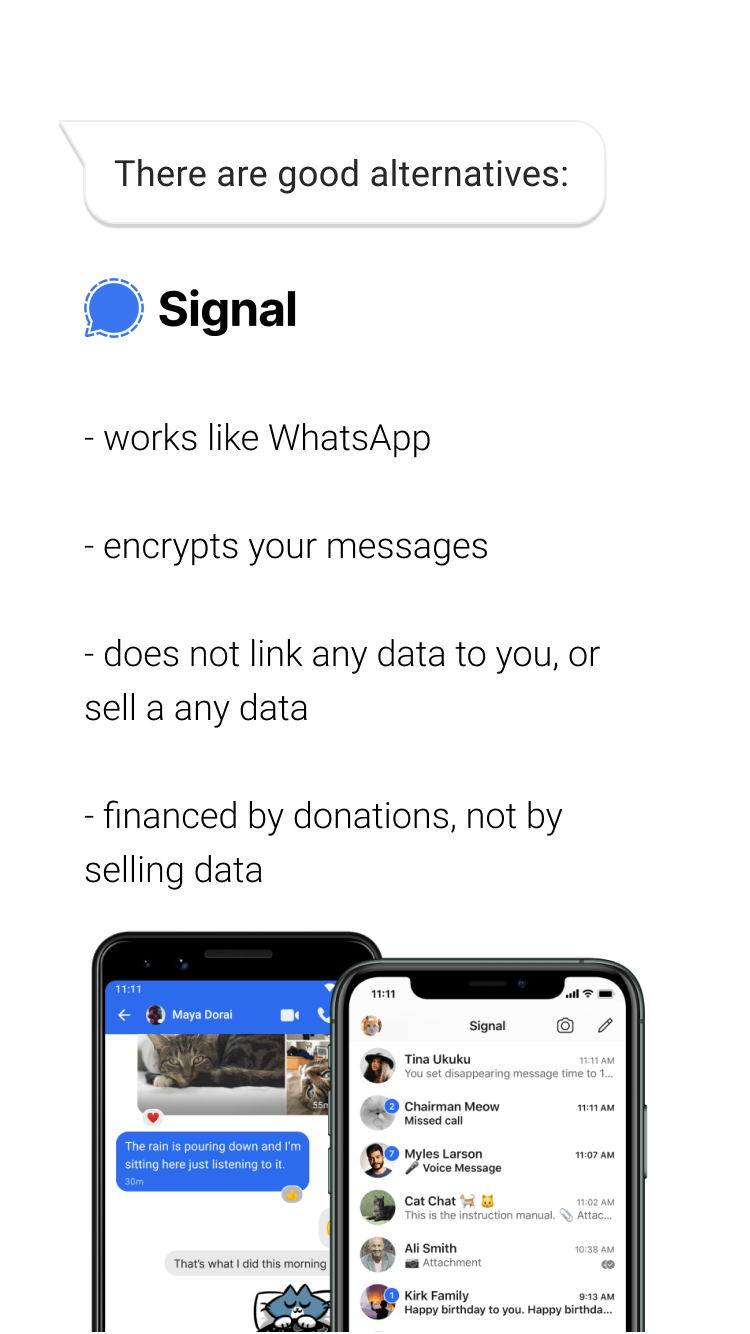 There are good alternatives:
Signal
- works like WhatsApp
- encrypts your messages
- does not link any data to you, or
sell a any data
- financed by donations, not by
selling data
11:11
Maya Dorai
55m
The rain is pouring down and I'm
sitting here just listening to it.
30m
That's what I did this morning
11:11
Signal
Tina Ukuku 11:11 AM
You set disappearing message time to 1...
2 Chairman Meow 11:11 AM
Missed call
7 Myles Larson 11:07 AM
🎤 Voice Message
Cat Chat 🐈 🐱 11:02 AM
This is the instruction manual. 📎 Attac...
Ali Smith 10:38 AM
📷 Attachment
1 Kirk Family 9:13 AM
Happy birthday to you. Happy birthda...